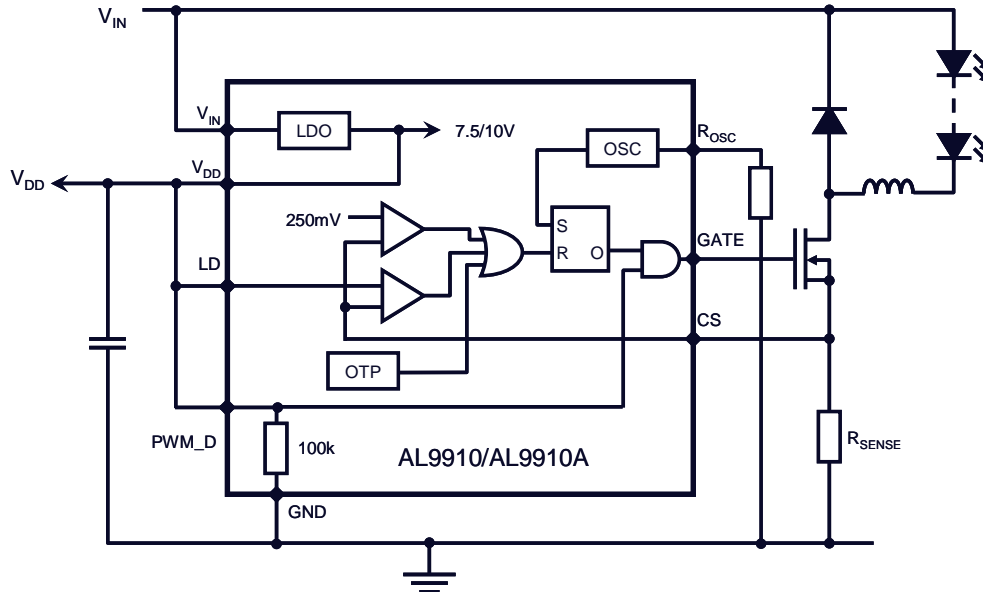 VIN
VIN
LDO
7.5/10V
ROSC
OSC
VDD
VDD
250mV
S
R O
GATE
LD
CS
OTP
PWM_D
100k
AL9910/AL9910A
RSENSE
GND